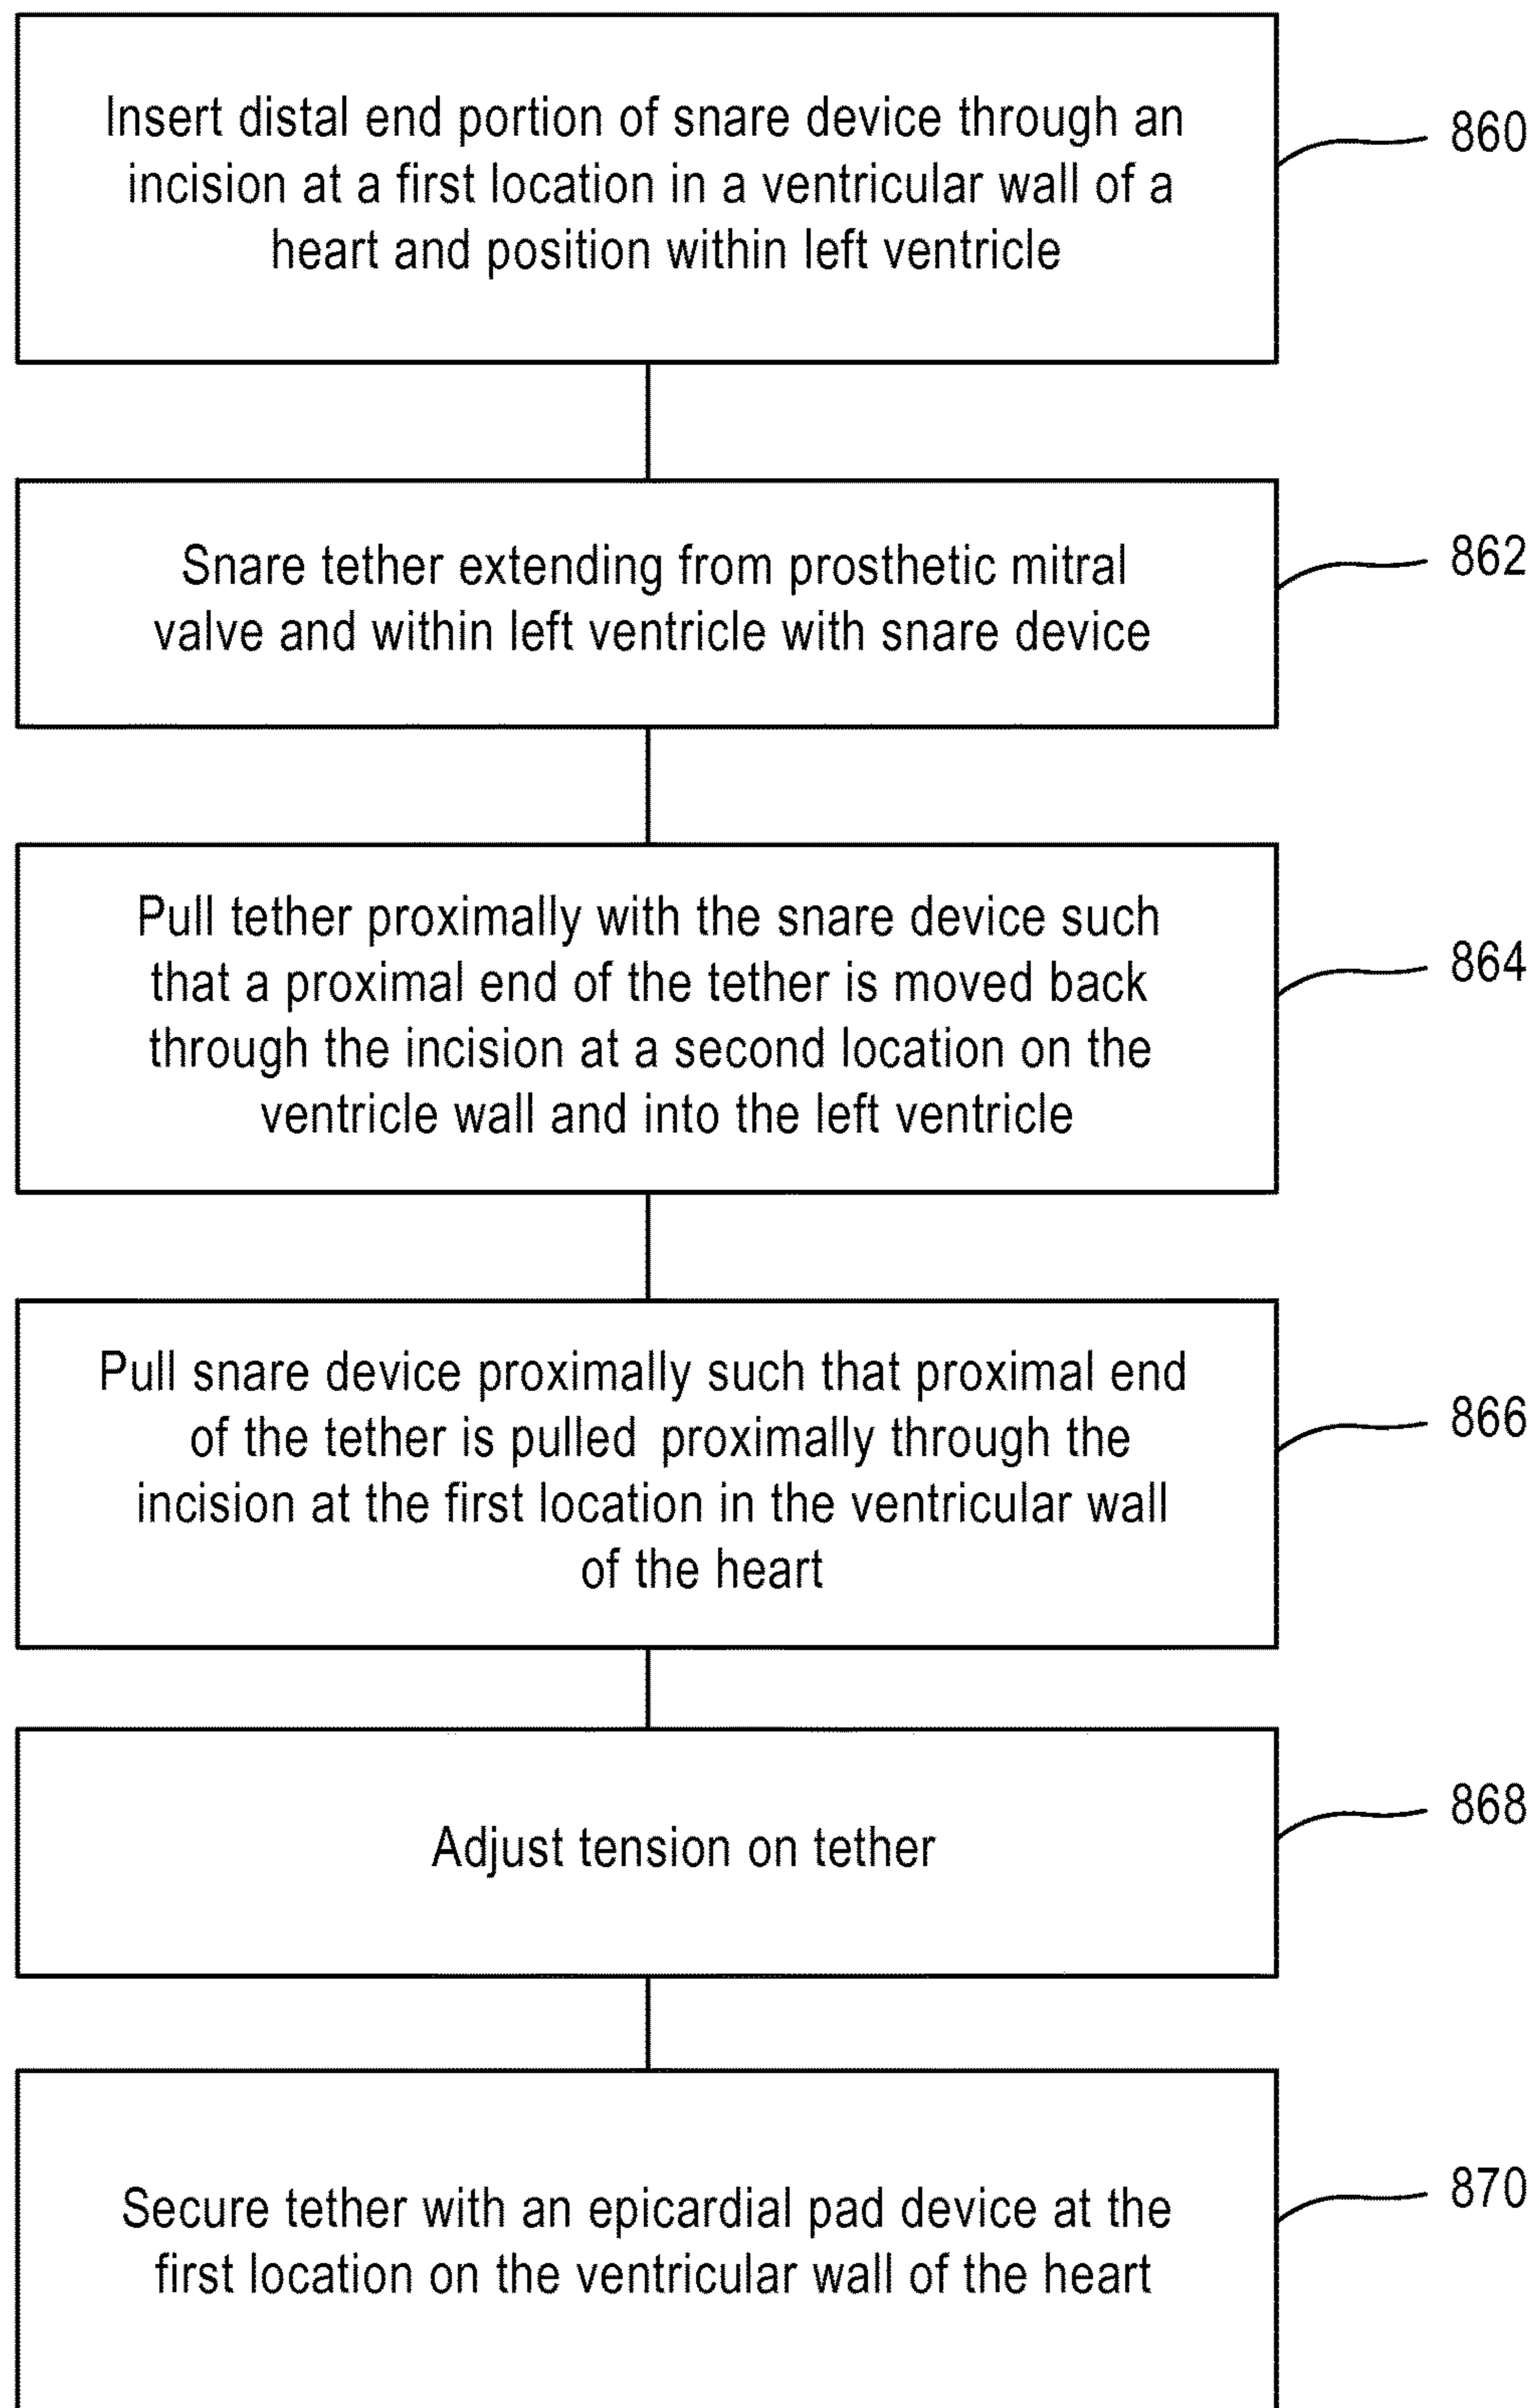 Insert distal end portion of snare device through an
incision at a first location in a ventricular wall of a
heart and position within left ventricle
860
Snare tether extending from prosthetic mitral
valve and within left ventricle with snare device
862
Pull tether proximally with the snare device such
that a proximal end of the tether is moved back
through the incision at a second location on the
ventricle wall and into the left ventricle
864
Pull snare device proximally such that proximal end
of the tether is pulled proximally through the
incision at the first location in the ventricular wall
of the heart
866
Adjust tension on tether
868
Secure tether with an epicardial pad device at the
first location on the ventricular wall of the heart
870